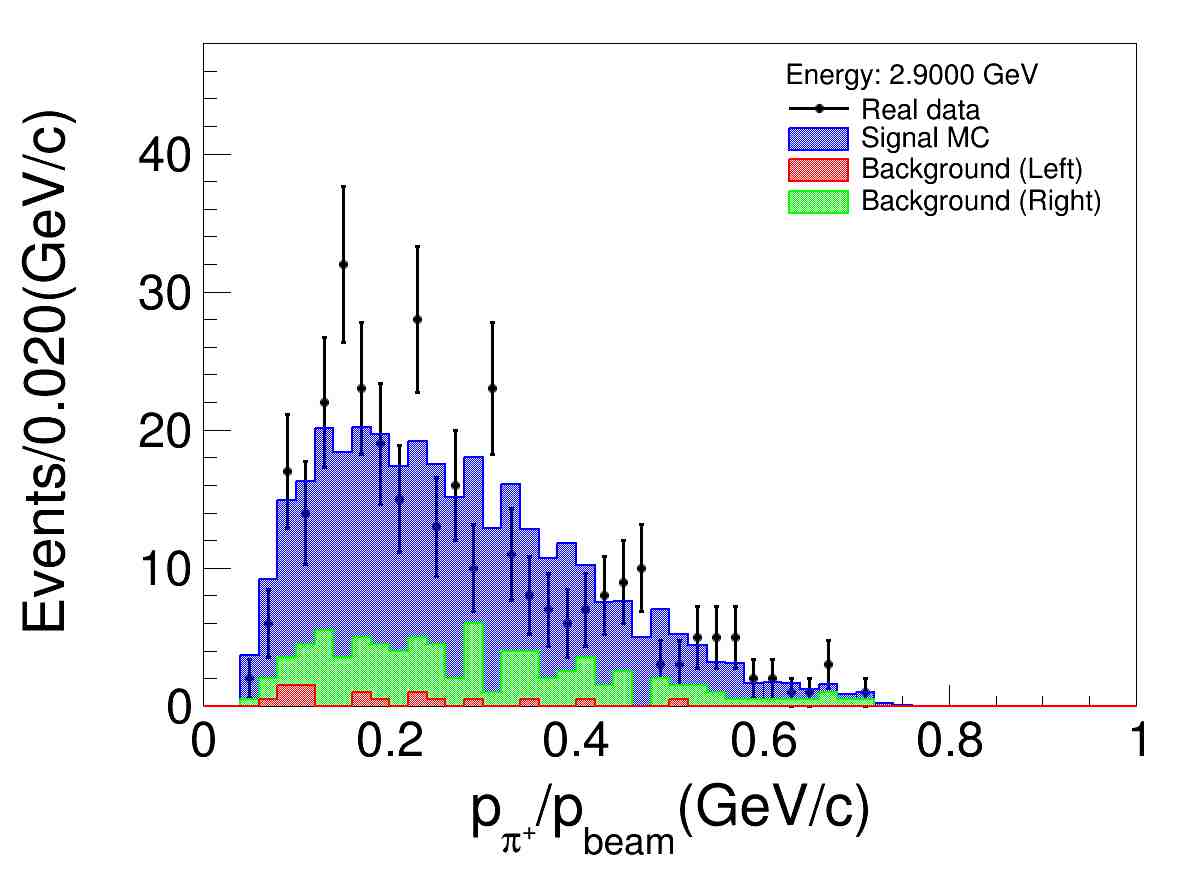 Energy: 2.9000 GeV
Real data
Signal MC
Background (Left)
Background (Right)
Events/0.020(GeV/c)
40
30
20
10
0
0 0.2 0.4 0.6 0.8 1
pπ+/pbeam(GeV/c)